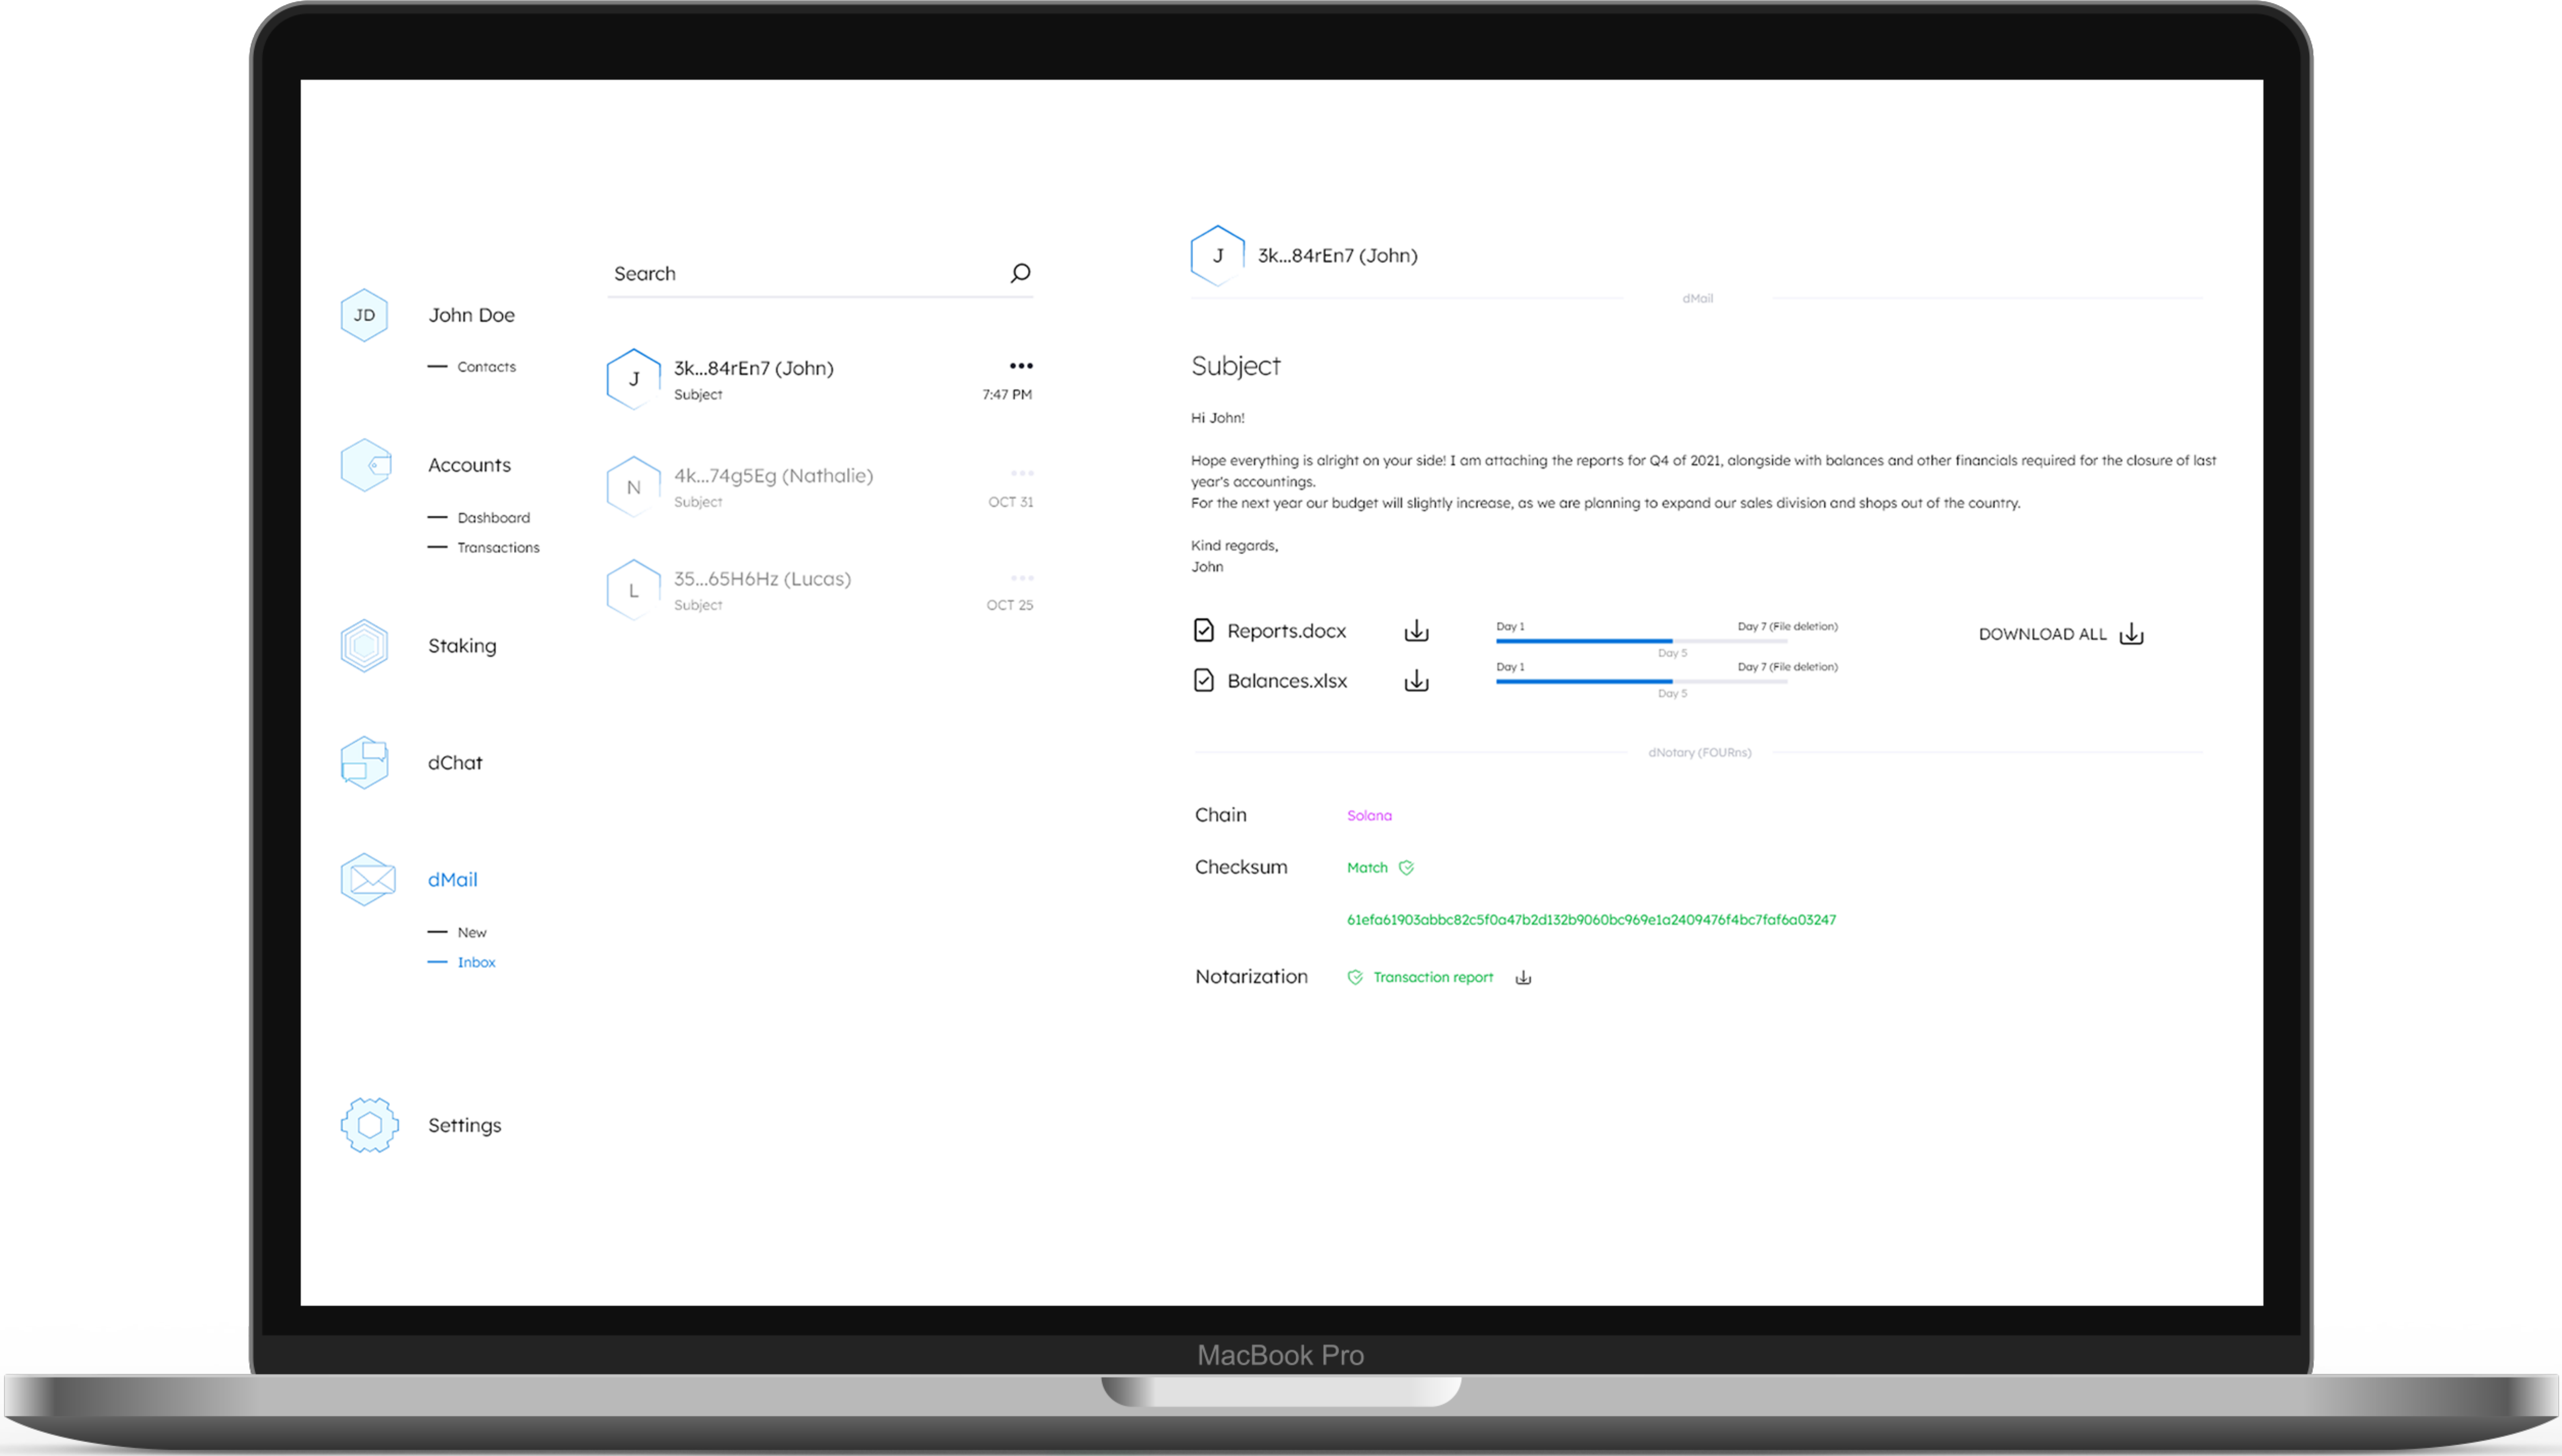 JD
John Doe
Contacts
Accounts
Dashboard
Transactions
Staking
dChat
dMail
New
Inbox
Settings
Search
J
3k...84rEn7 (John)
Subject
7:47 PM
N
4k...74g5Eg (Nathalie)
Subject
OCT 31
L
35...65H6Hz (Lucas)
Subject
OCT 25
J
3k...84rEn7 (John)
dMail
Subject
Hi John!
Hope everything is alright on your side! I am attaching the reports for Q4 of 2021, alongside with balances and other financials required for the closure of last
year's accountings.
For the next year our budget will slightly increase, as we are planning to expand our sales division and shops out of the country.
Kind regards,
John
Reports.docx
Day 1
Day 7 (File deletion)
Day 5
DOWNLOAD ALL
Balances.xlsx
Day 1
Day 7 (File deletion)
Day 5
dNotary (FOURns)
Chain
Solana
Checksum
Match
61efa61903abbc82c5f0a47b2d132b9060bc969e1a2409476f4bc7faf6a03247
Notarization
Transaction report
MacBook Pro